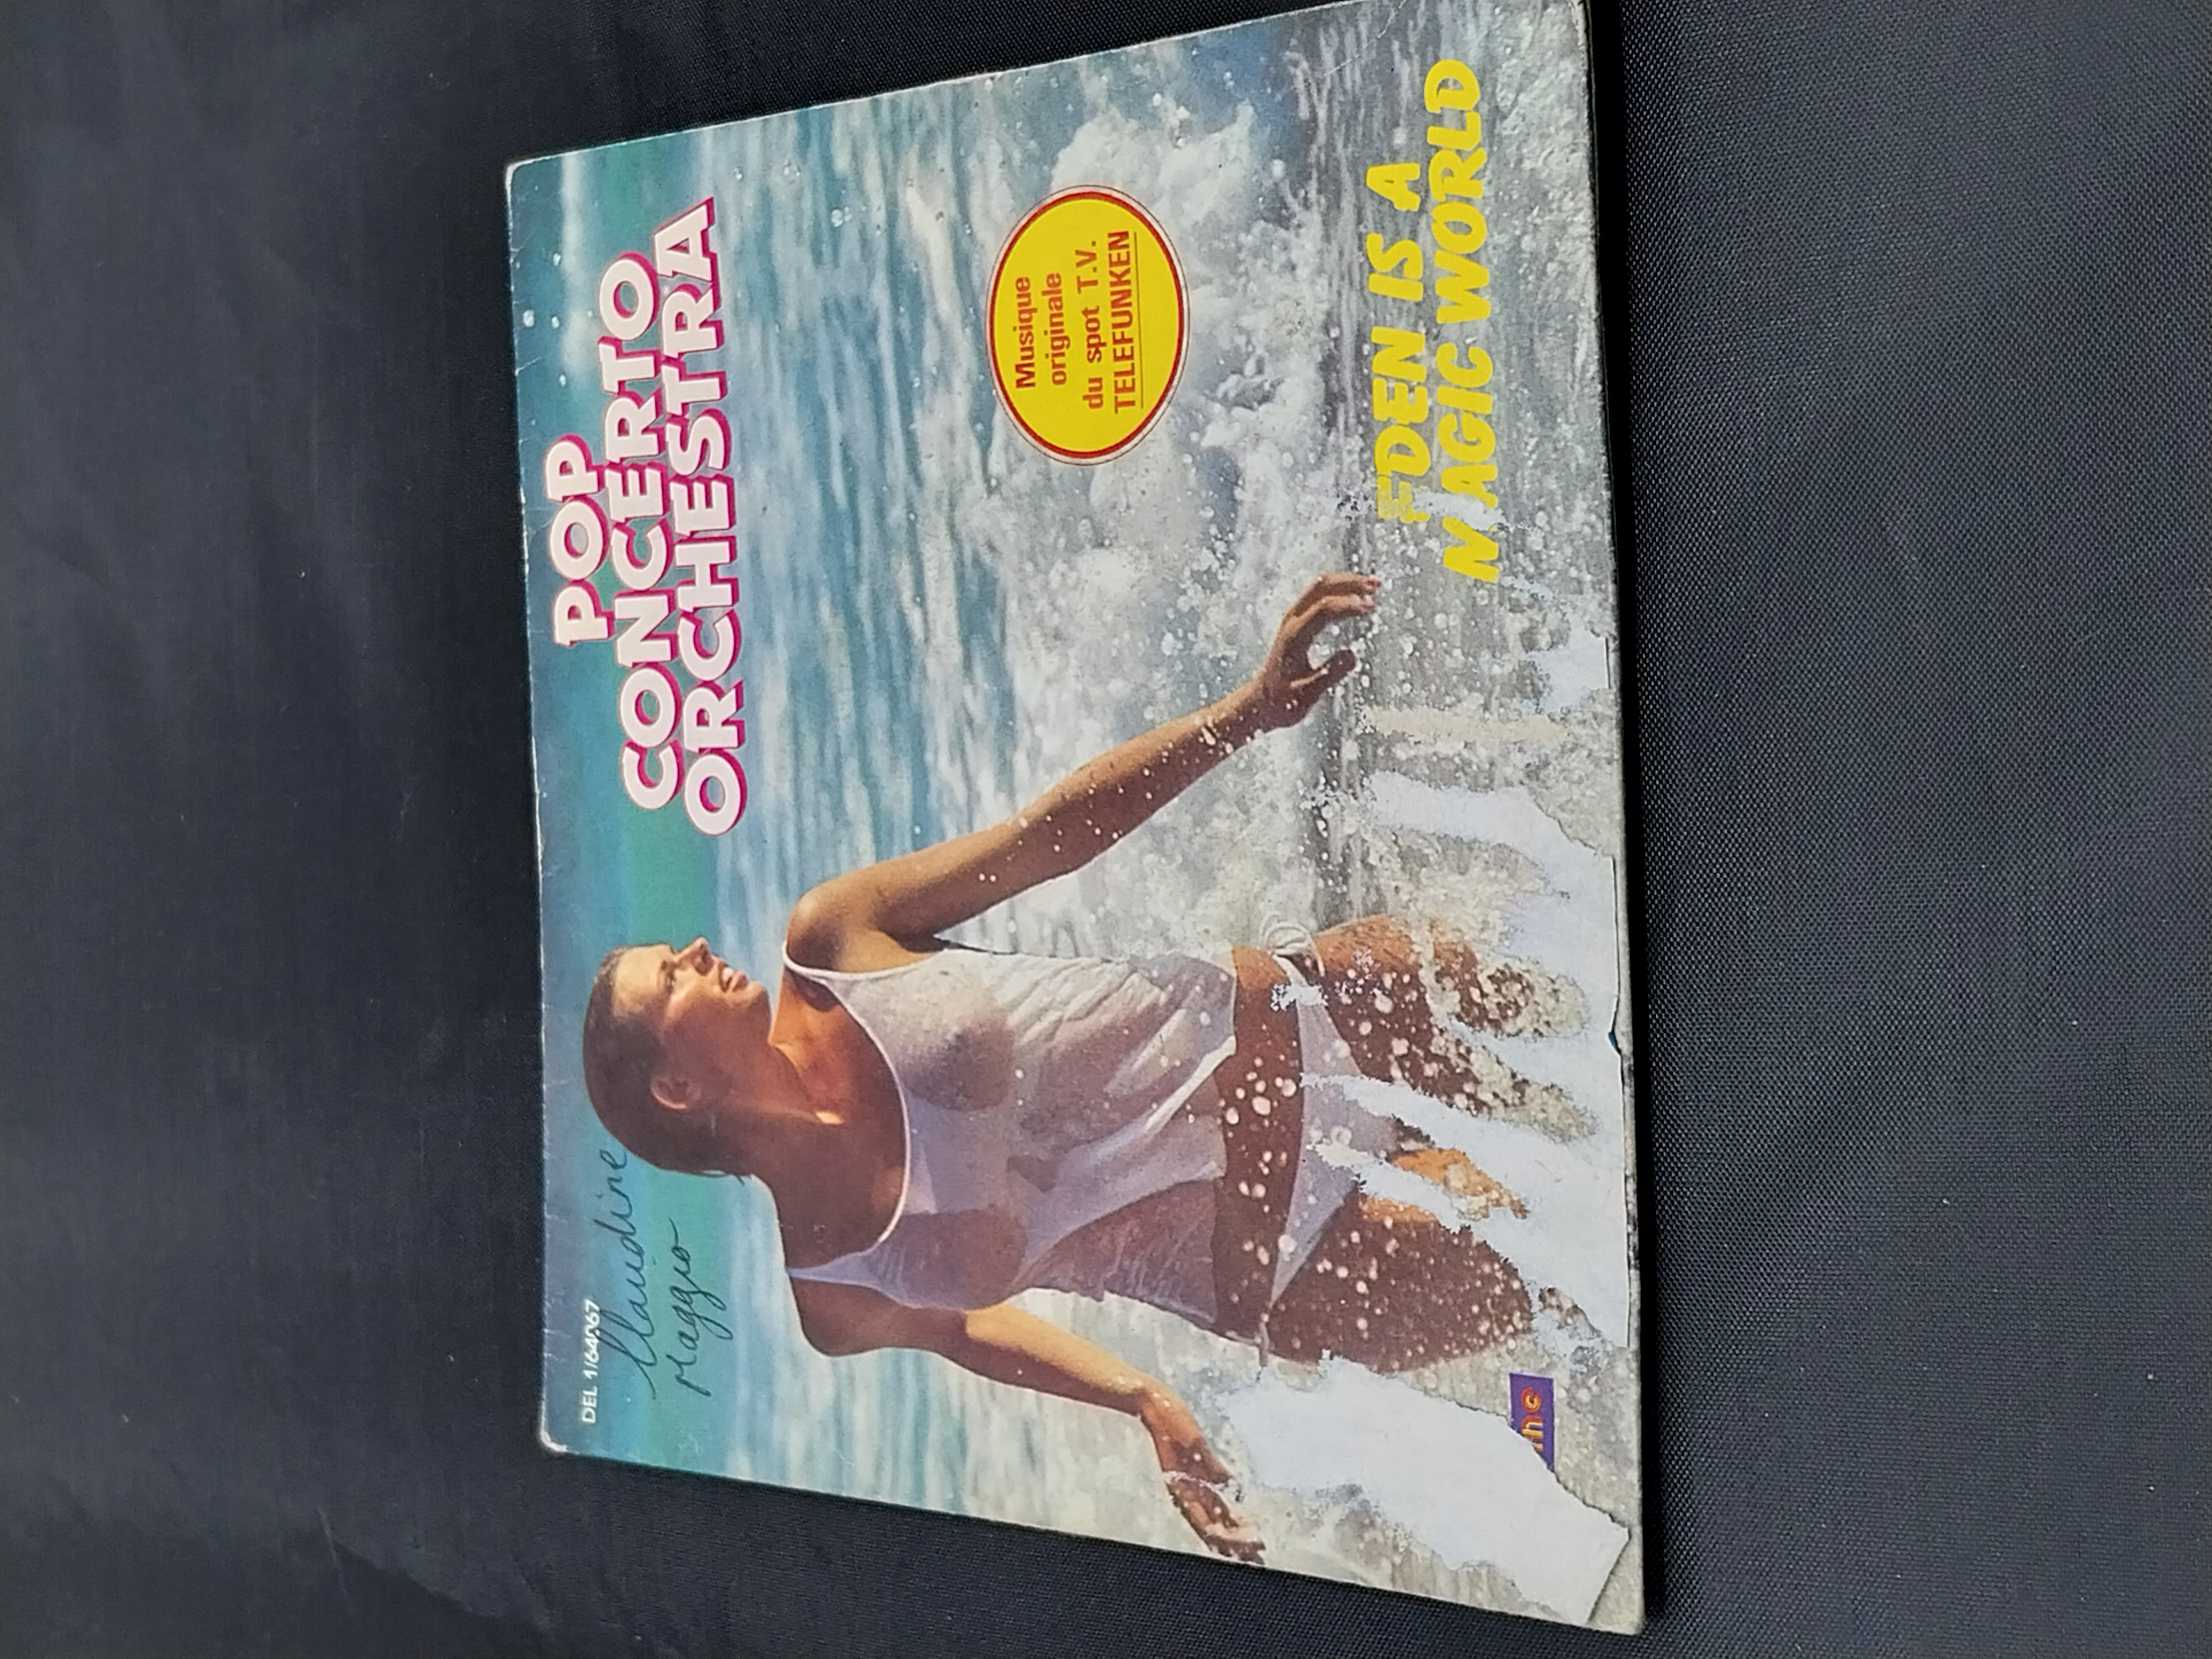 DEL 1/64067
Claudine
Maggio
POP
CONCERTO
ORCHESTRA
Musique
originale
du spot T.V.
TELEFUNKEN
EDEN IS A
MAGIC WORLD